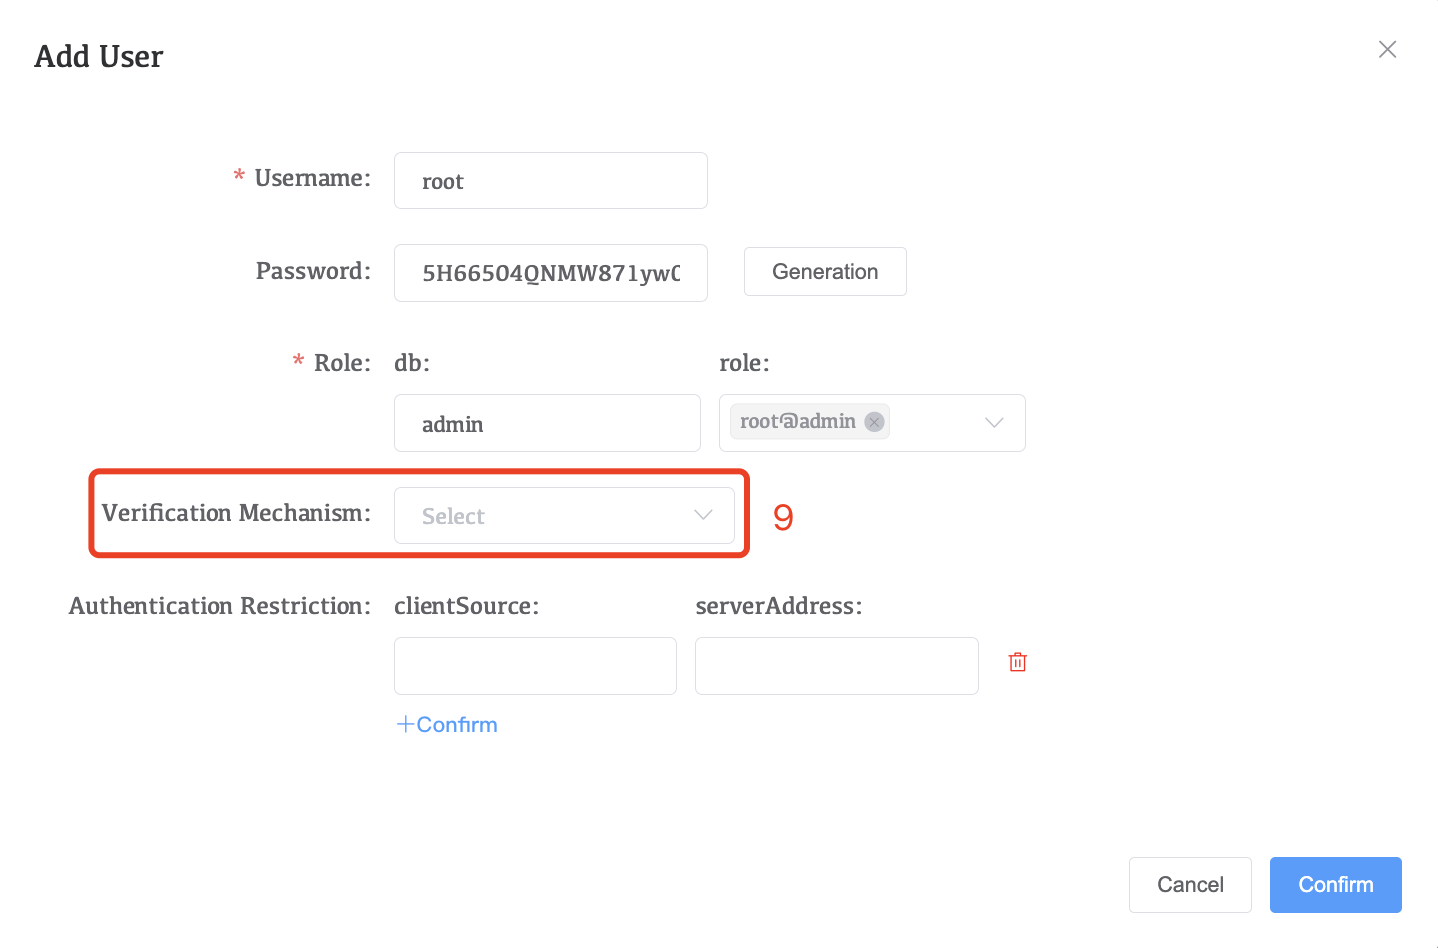 Add User
* Username: root
Password: 5H66504QNMW871yw Generation
* Role: db: role:
admin root@admin
Verification Mechanism: Select 9
Authentication Restriction: clientSource: serverAddress:
+Confirm
Cancel Confirm